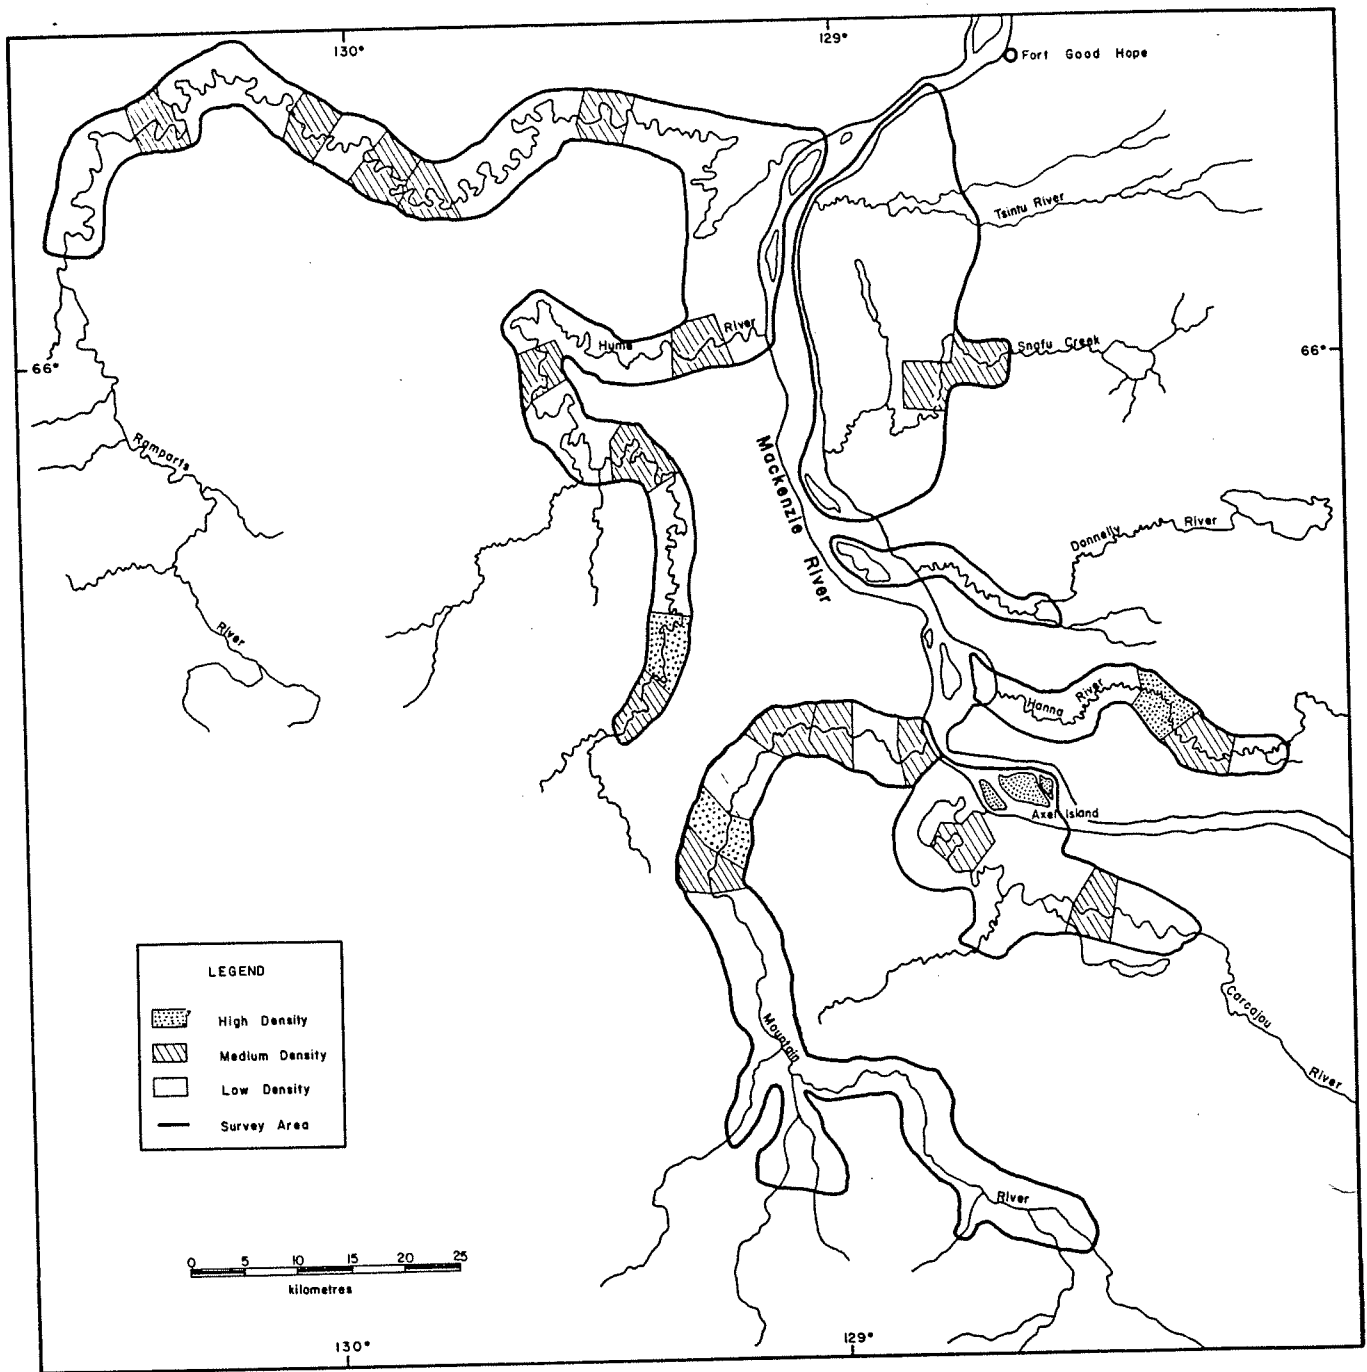 130°
129°
Fort Good Hope
Tsintu River
River
Hume
Snafu Creek
66°
66°
Ramparts
Mackenzie River
Donnelly River
River
Hanna River
Axel Island
LEGEND
High Density
Medium Density
Low Density
Survey Area
Carcajou
Mountain
River
River
0 5 10 15 20 25
kilometres
130°
129°